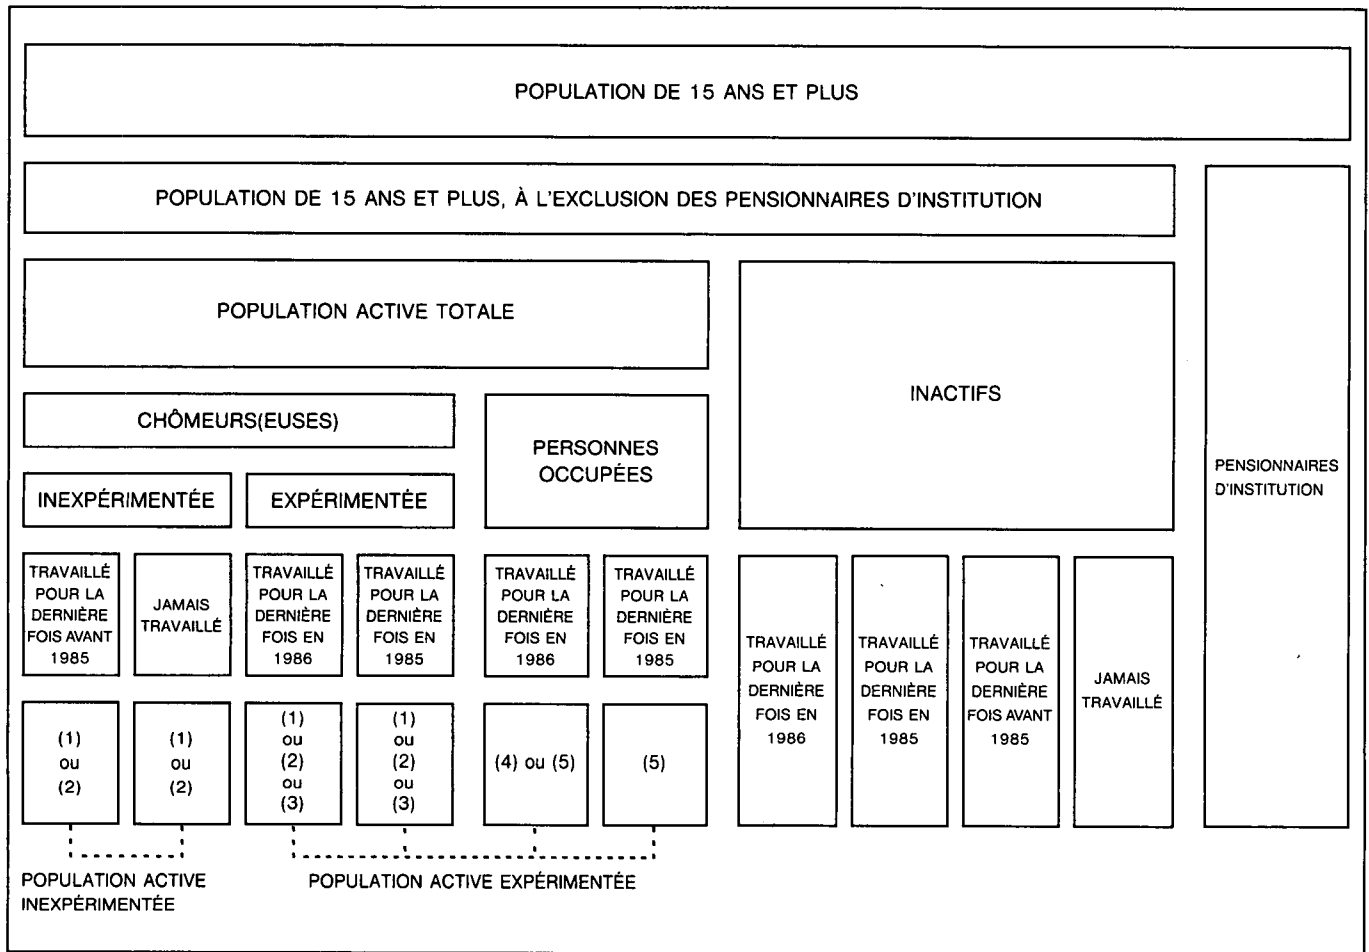 POPULATION DE 15 ANS ET PLUS
POPULATION DE 15 ANS ET PLUS, À L'EXCLUSION DES PENSIONNAIRES D'INSTITUTION
POPULATION ACTIVE TOTALE
INACTIFS
PENSIONNAIRES
D'INSTITUTION
CHÔMEURS(EUSES)
PERSONNES
OCCUPÉES
INEXPÉRIMENTÉE
EXPÉRIMENTÉE
TRAVAILLÉ
POUR LA
DERNIÈRE
FOIS AVANT
1985
JAMAIS
TRAVAILLÉ
TRAVAILLÉ
POUR LA
DERNIÈRE
FOIS EN
1986
TRAVAILLÉ
POUR LA
DERNIÈRE
FOIS EN
1985
TRAVAILLÉ
POUR LA
DERNIÈRE
FOIS EN
1986
TRAVAILLÉ
POUR LA
DERNIÈRE
FOIS EN
1985
TRAVAILLÉ
POUR LA
DERNIÈRE
FOIS EN
1986
TRAVAILLÉ
POUR LA
DERNIÈRE
FOIS EN
1985
TRAVAILLÉ
POUR LA
DERNIÈRE
FOIS AVANT
1985
JAMAIS
TRAVAILLÉ
(1)
ou
(2)
(1)
ou
(2)
(1)
ou
(2)
ou
(3)
(1)
ou
(2)
ou
(3)
(4) ou (5)
(5)
POPULATION ACTIVE
INEXPÉRIMENTÉE
POPULATION ACTIVE EXPÉRIMENTÉE